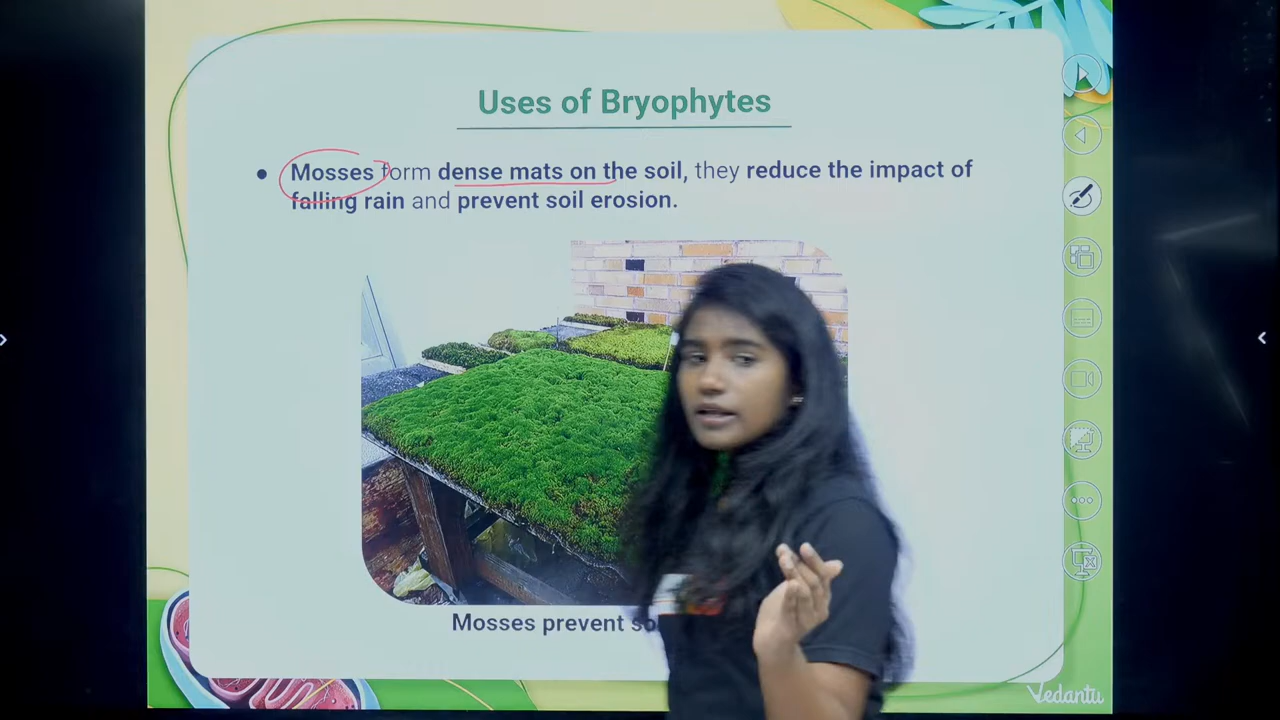 Uses of Bryophytes
Mosses form dense mats on the soil, they reduce the impact of
falling rain and prevent soil erosion.
Mosses prevent
Vedantu